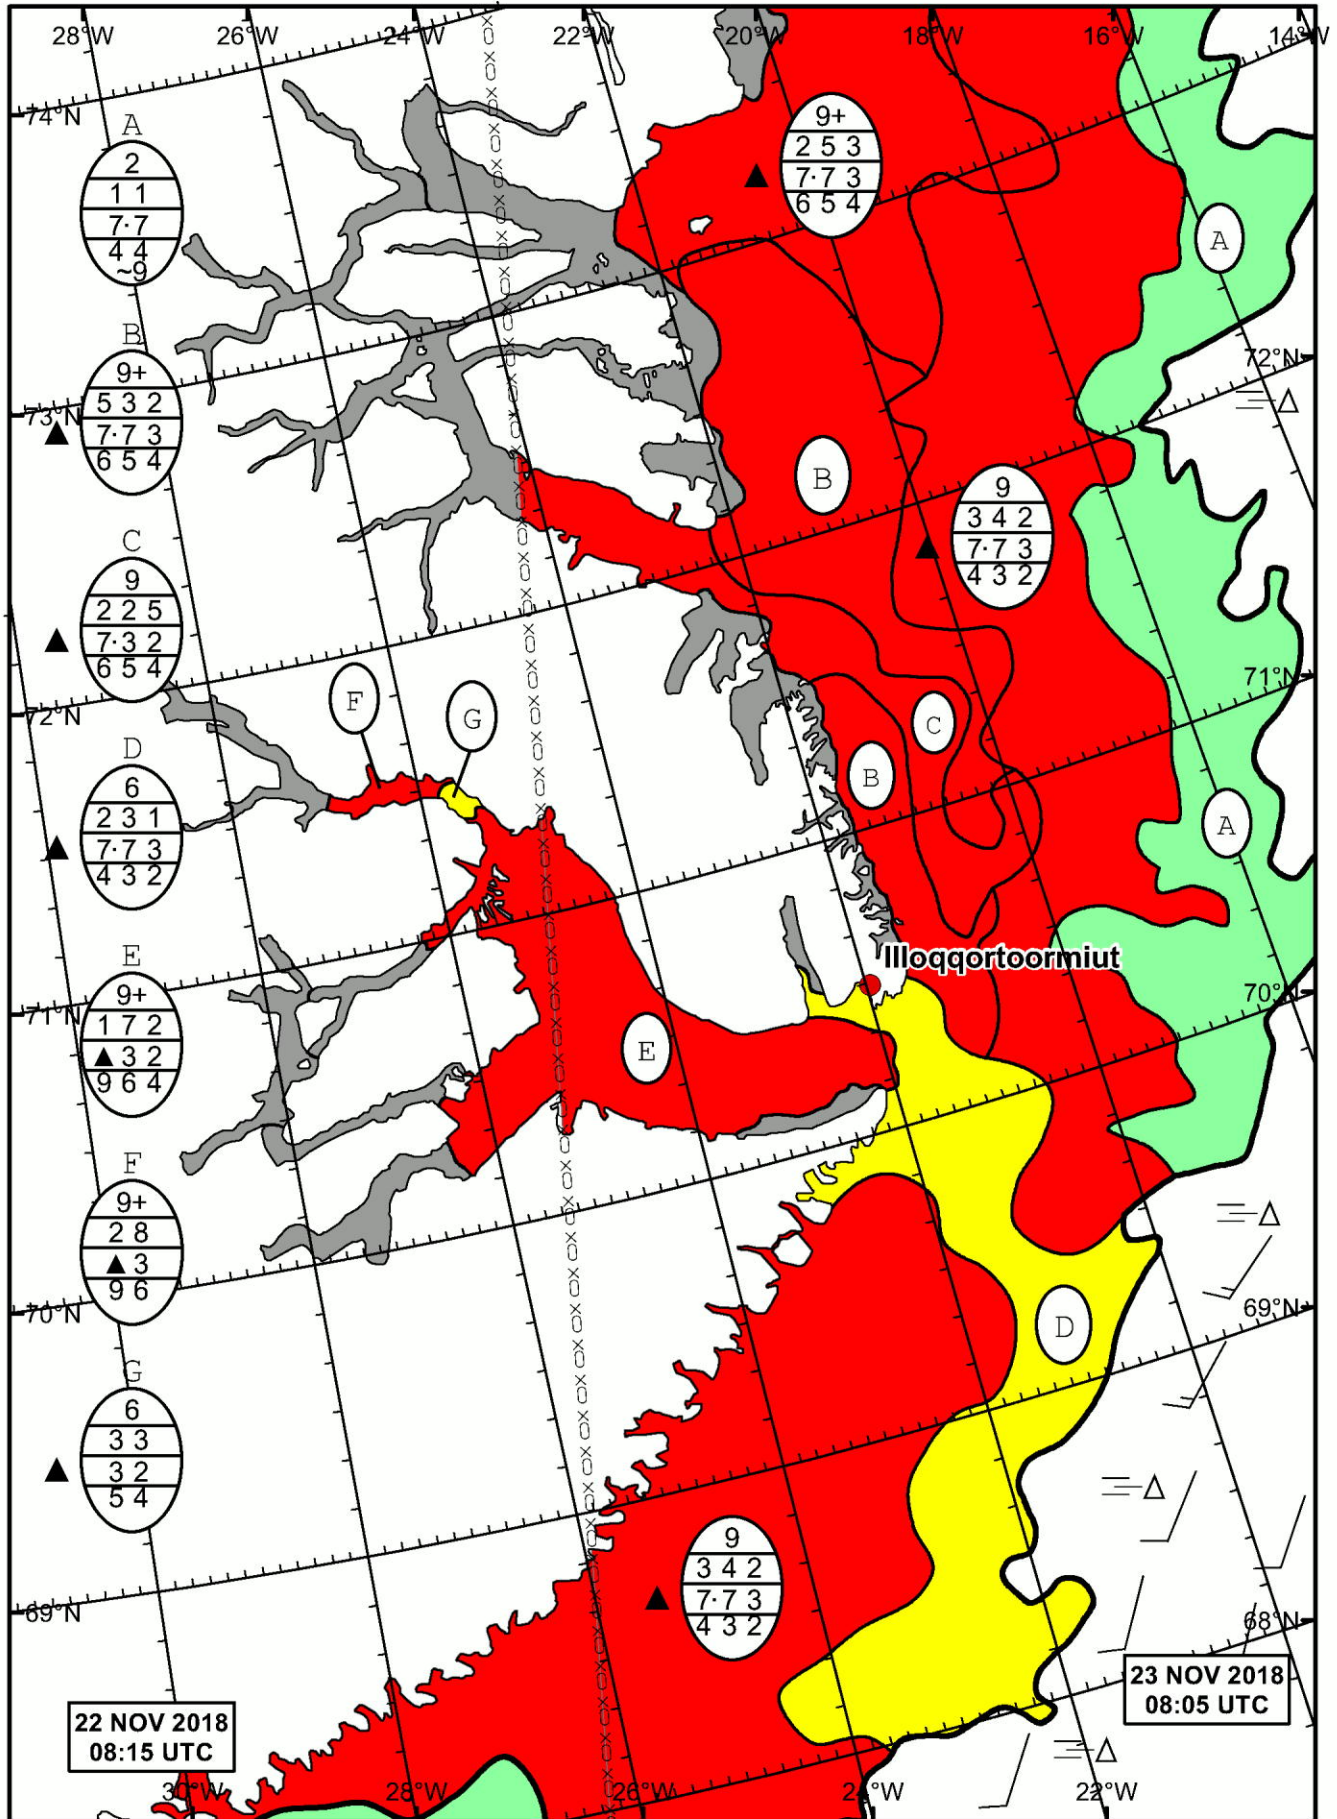 28°W 26°W 24°W 22°W 20°W 18°W 16°W 14°W
74°N
A
2
1 1
7· 7
4 4
~9
9+
2 5 3
7· 7 3
6 5 4
A
B
9+
5 3 2
7· 7 3
6 5 4
73°N
72°N
B
9
3 4 2
7· 7 3
4 3 2
C
9
2 2 5
7· 3 2
6 5 4
72°N
71°N
F
G
C
B
D
6
2 3 1
7· 7 3
4 3 2
A
Illoqqortoormiut
E
9+
1 7 2
▲ 3 2
9 6 4
71°N
70°N
E
F
9+
2 8
▲ 3
9 6
70°N
69°N
D
G
6
3 3
3 2
5 4
9
3 4 2
7· 7 3
4 3 2
69°N
68°N
22 NOV 2018
08:15 UTC
23 NOV 2018
08:05 UTC
30°W 28°W 26°W 24°W 22°W